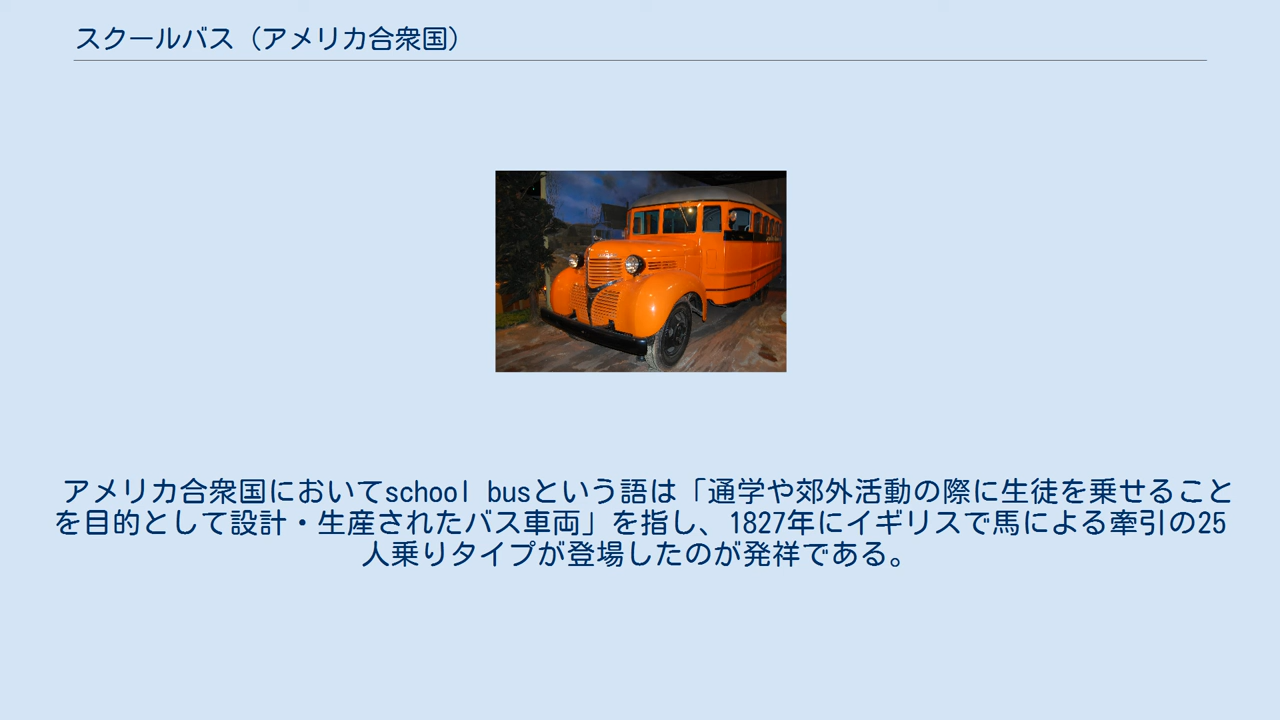 スクールバス（アメリカ合衆国）
アメリカ合衆国においてschool busという語は「通学や郊外活動の際に生徒を乗せること
を目的として設計・生産されたバス車両」を指し、1827年にイギリスで馬による牽引の25
人乗りタイプが登場したのが発祥である。